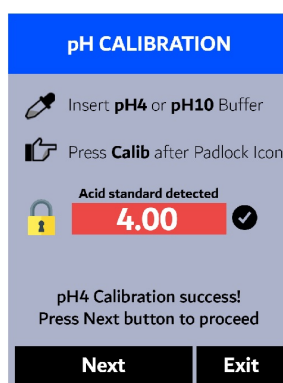 pH CALIBRATION
Insert pH4 or pH10 Buffer
Press Calib after Padlock Icon
Acid standard detected
4.00
pH4 Calibration success!
Press Next button to proceed
Next Exit